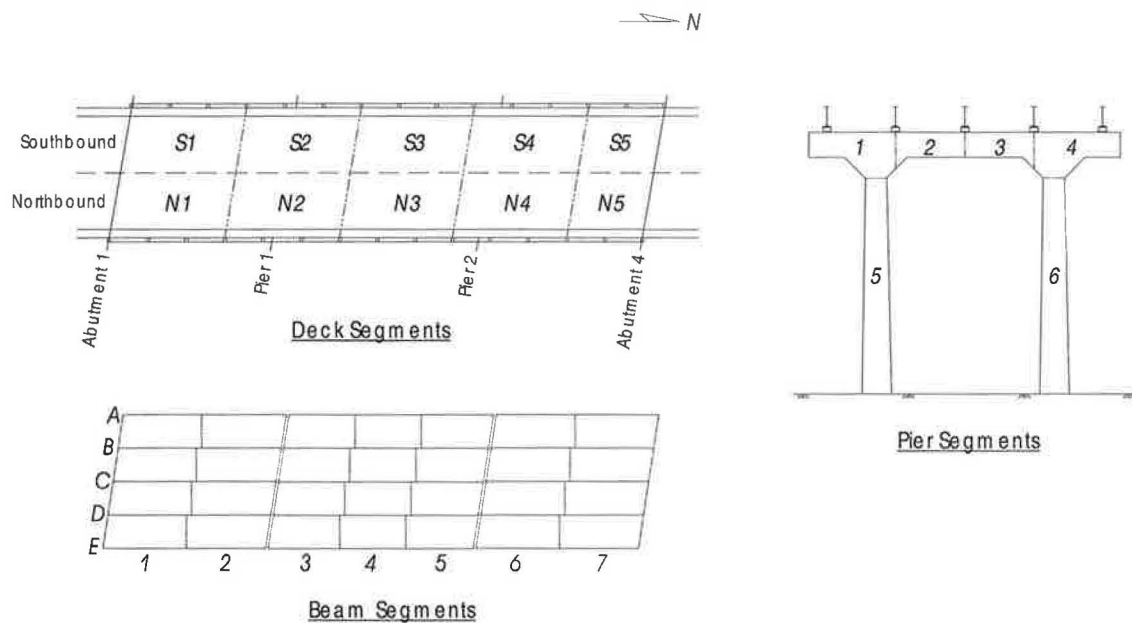 N
Southbound
S1 S2 S3 S4 S5
Northbound
N1 N2 N3 N4 N5
Abutment 1
Pier 1
Pier 2
Abutment 4
Deck Segments
A
B
C
D
E
1 2 3 4 5 6 7
Beam Segments
1 2 3 4
5 6
Pier Segments